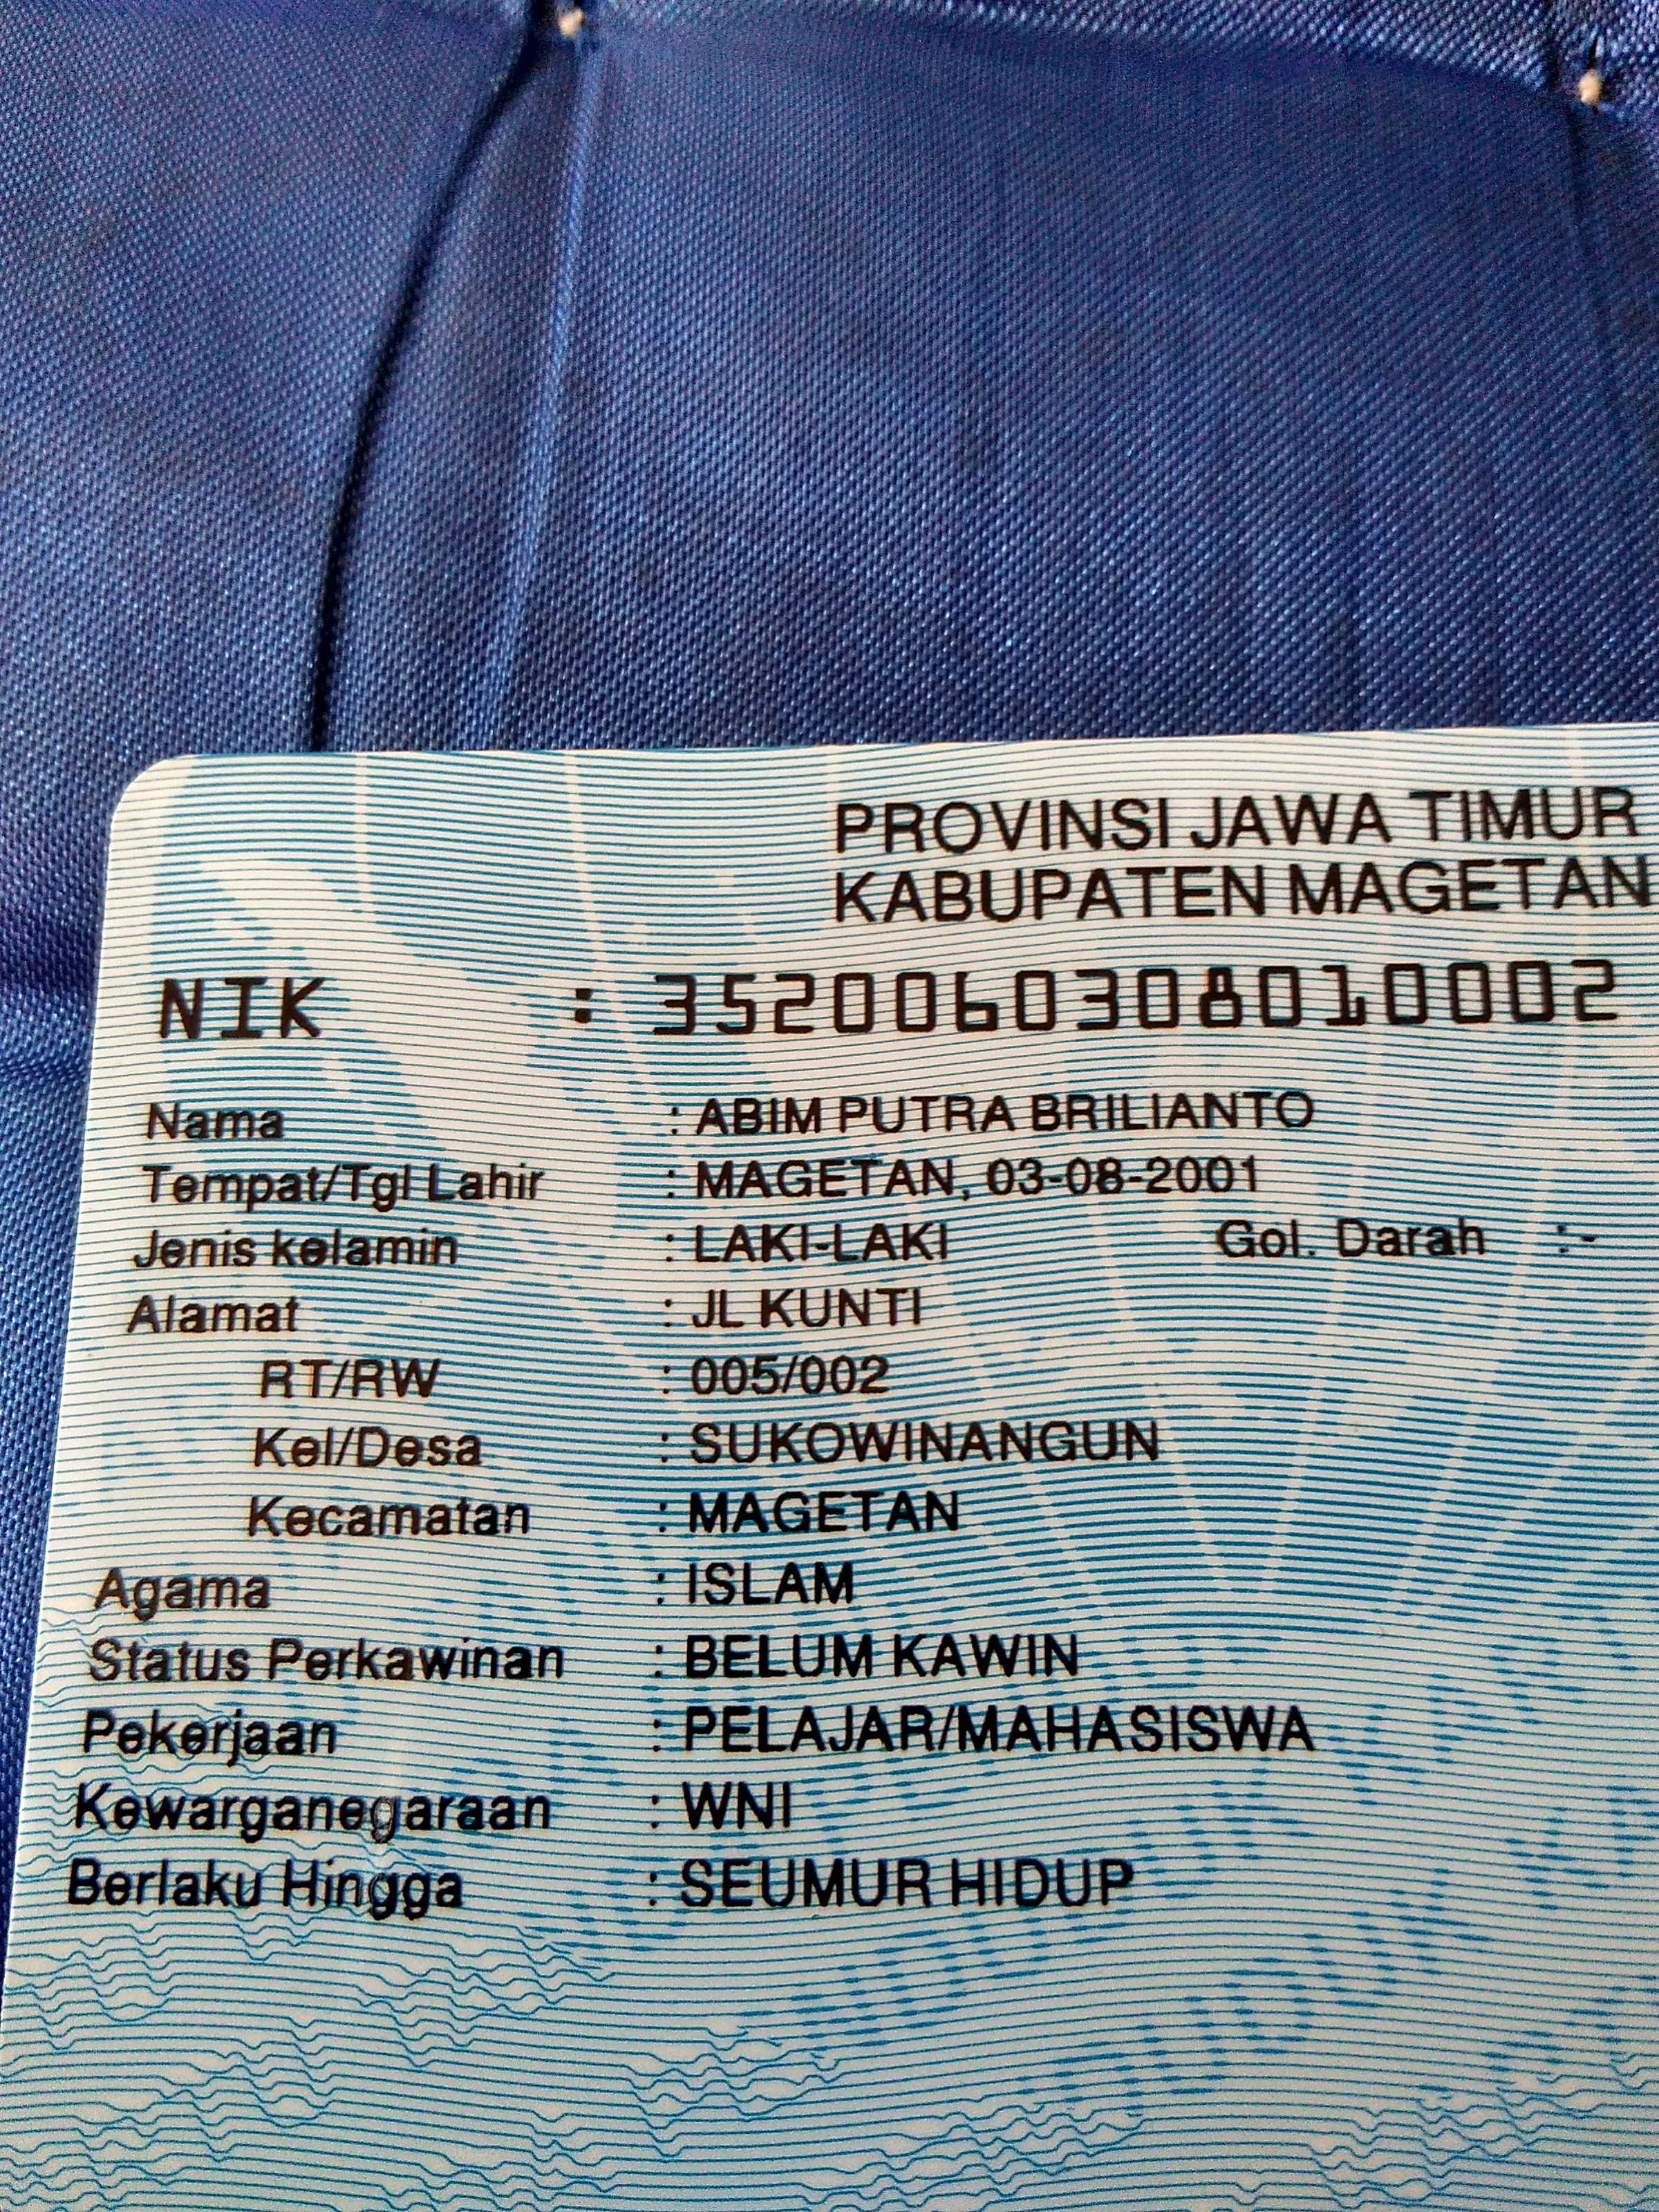 PROVINSI JAWA TIMUR
KABUPATEN MAGETAN
NIK : 3520060308010002
Nama : ABIM PUTRA BRILIANTO
Tempat/Tgl Lahir : MAGETAN, 03-08-2001
Jenis kelamin : LAKI-LAKI Gol. Darah :-
Alamat : JL KUNTI
RT/RW : 005/002
Kel/Desa : SUKOWINANGUN
Kecamatan : MAGETAN
Agama : ISLAM
Status Perkawinan : BELUM KAWIN
Pekerjaan : PELAJAR/MAHASISWA
Kewarganegaraan : WNI
Berlaku Hingga : SEUMUR HIDUP